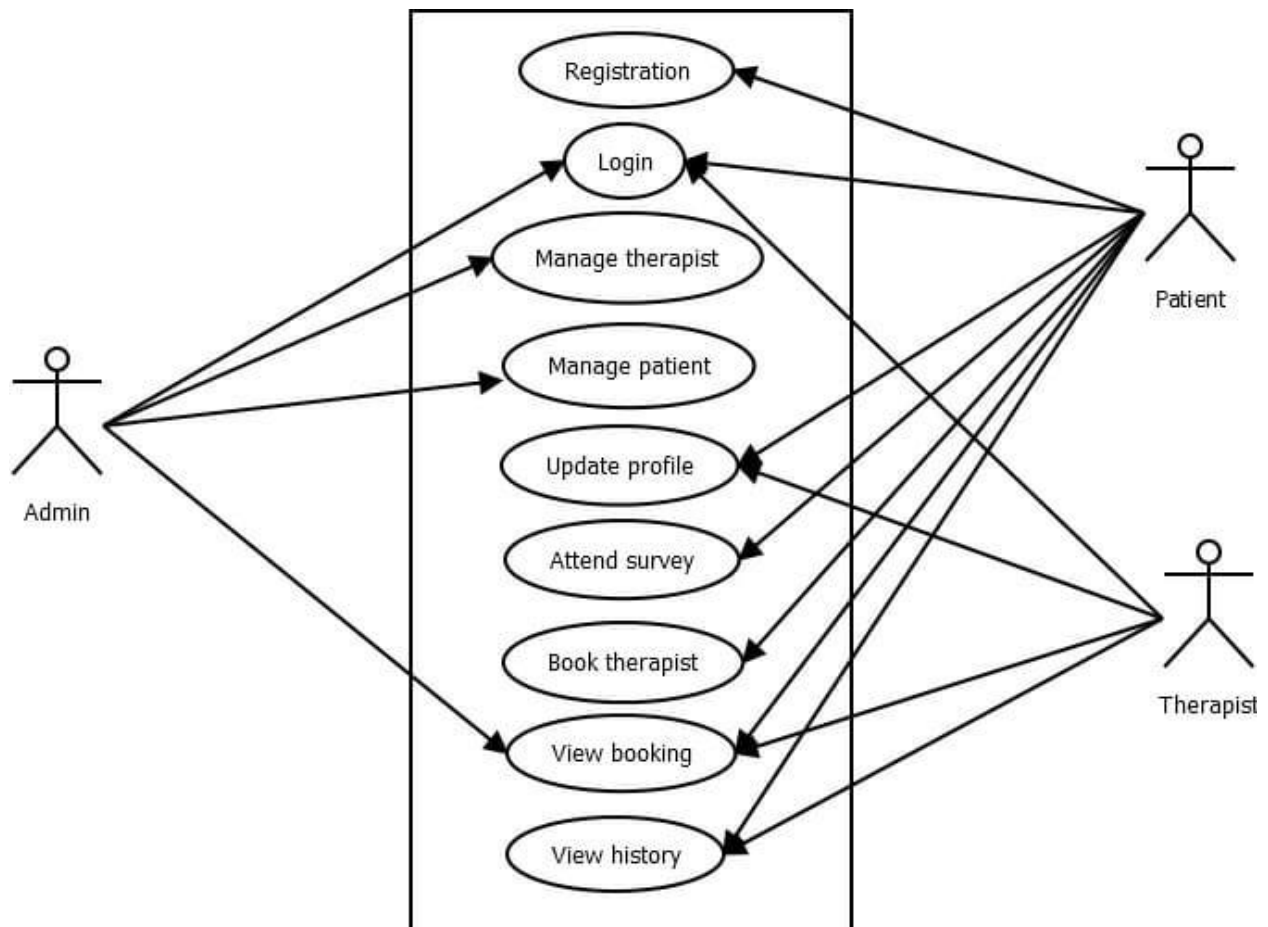 Registration
Login
Manage therapist
Manage patient
Update profile
Attend survey
Book therapist
View booking
View history
Admin
Patient
Therapist